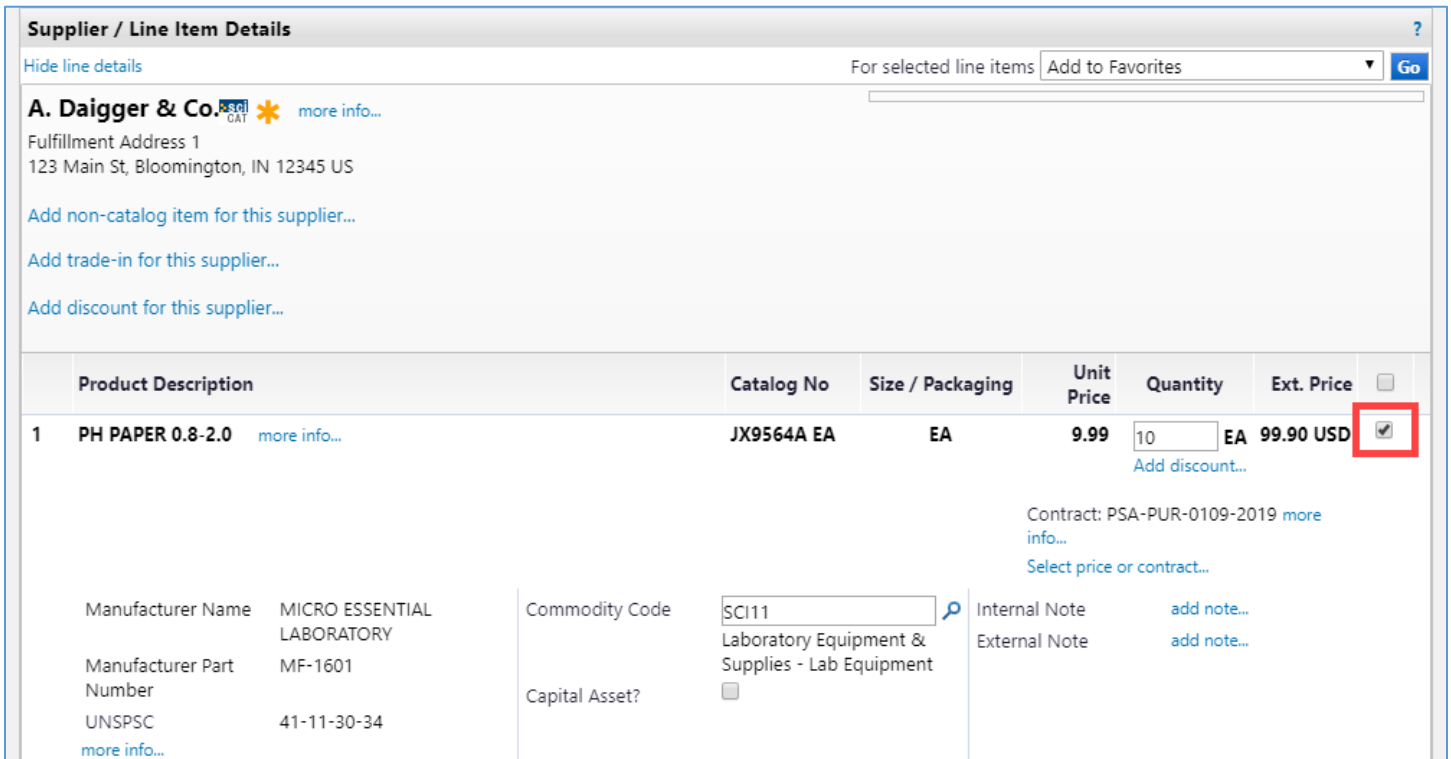 Supplier / Line Item Details ?
Hide line details For selected line items Add to Favorites Go
A. Daigger & Co. sci CAT more info...
Fulfillment Address 1
123 Main St, Bloomington, IN 12345 US
Add non-catalog item for this supplier...
Add trade-in for this supplier...
Add discount for this supplier...
Product Description Catalog No Size / Packaging Unit Price Quantity Ext. Price
1 PH PAPER 0.8-2.0 more info... JX9564A EA EA 9.99 10 EA 99.90 USD
Add discount...
Contract: PSA-PUR-0109-2019 more
info...
Select price or contract...
Manufacturer Name MICRO ESSENTIAL
LABORATORY
Manufacturer Part MF-1601
Number
UNSPSC 41-11-30-34
more info...
Commodity Code SCI11
Laboratory Equipment &
Supplies - Lab Equipment
Capital Asset?
Internal Note add note...
External Note add note...